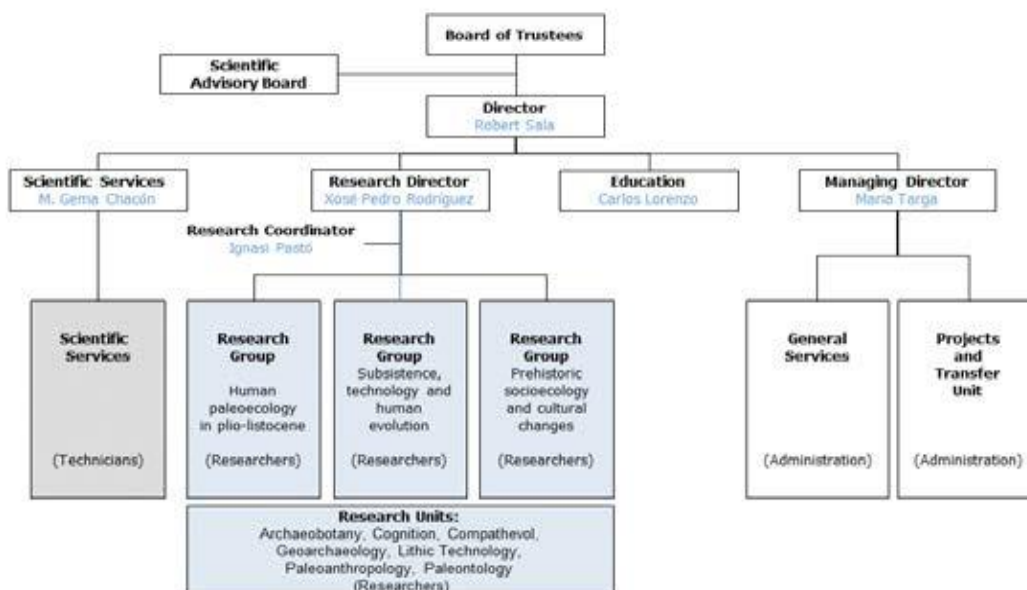 Board of Trustees
Scientific
Advisory Board
Director
Robert Sala
Scientific Services
M. Gema Chacón
Research Director
Xosé Pedro Rodríguez
Education
Carlos Lorenzo
Managing Director
Maria Targa
Research Coordinator
Ignasi Pastó
Scientific
Services
(Technicians)
Research
Group
Human
paleoecology
in plio-listocene
(Researchers)
Research
Group
Subsistence,
technology and
human
evolution
(Researchers)
Research
Group
Prehistoric
socioecology
and cultural
changes
(Researchers)
General
Services
(Administration)
Projects
and
Transfer
Unit
(Administration)
Research Units:
Archaeobotany, Cognition, Compathevol,
Geoarchaeology, Lithic Technology,
Paleoanthropology, Paleontology
(Researchers)